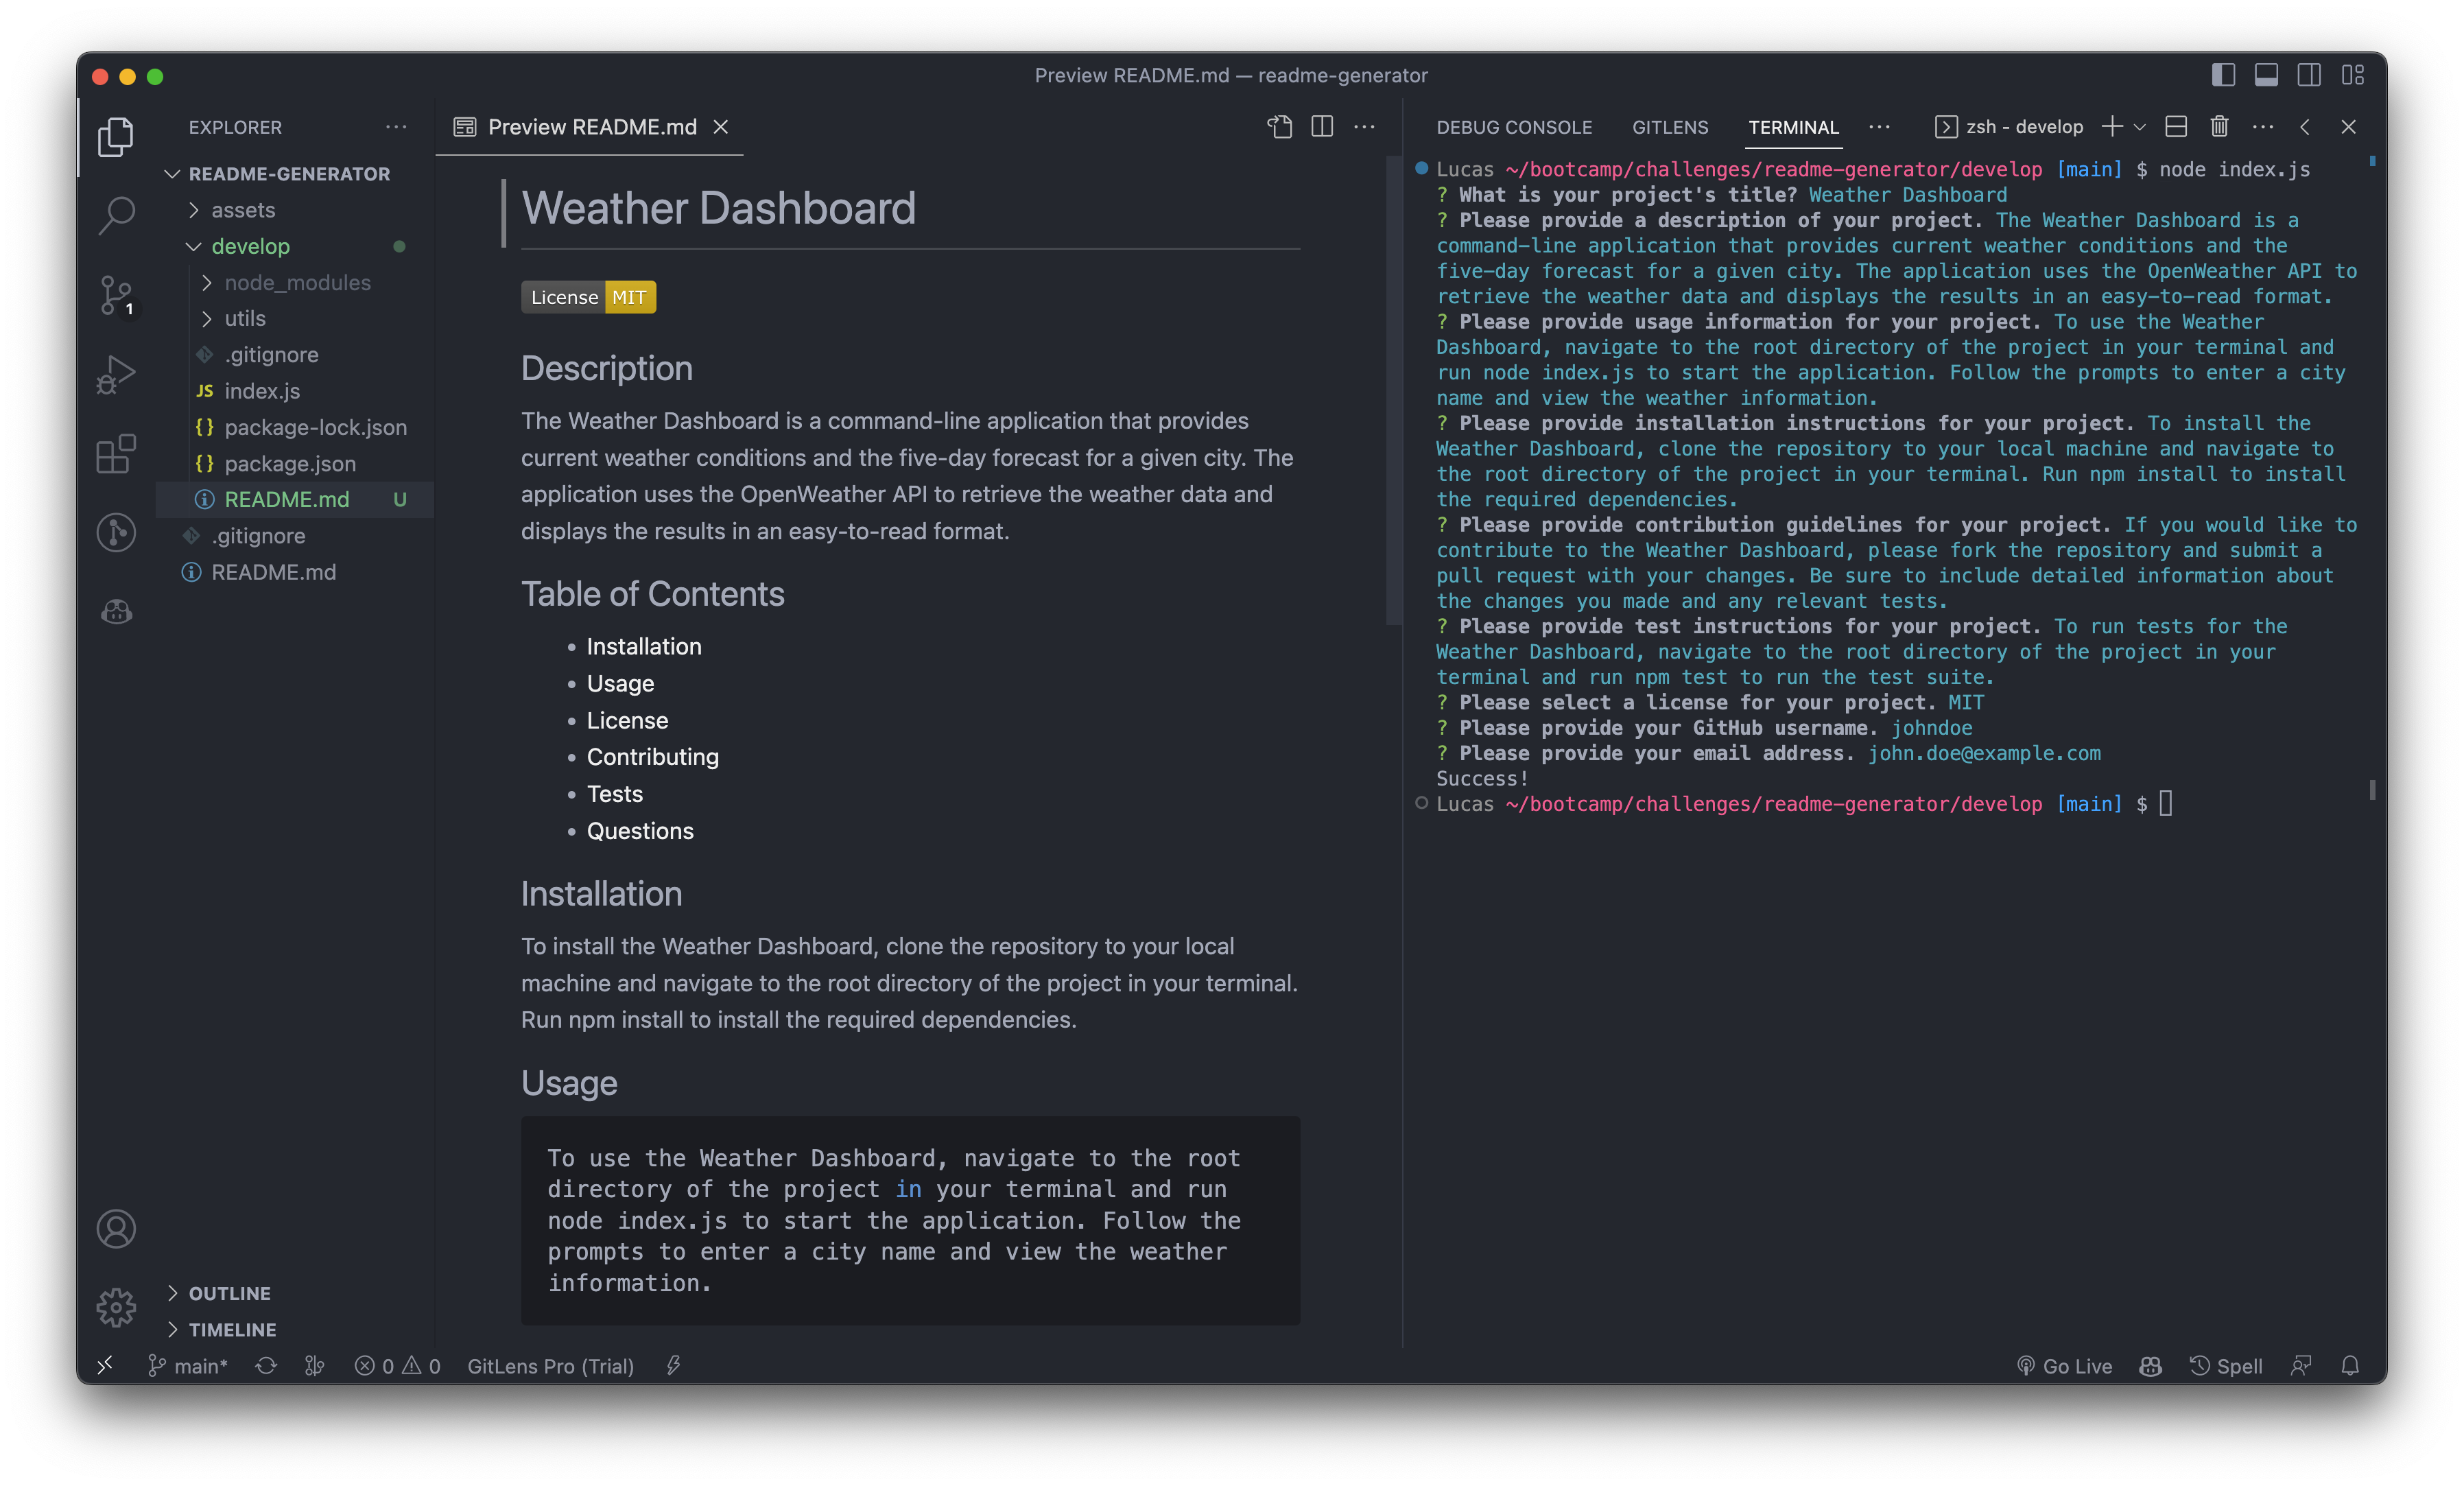 Preview README.md — readme-generator
EXPLORER
README-GENERATOR
assets
develop
node_modules
utils
.gitignore
JS index.js
{} package-lock.json
{} package.json
README.md U
.gitignore
README.md
1
OUTLINE
TIMELINE
Preview README.md
Weather Dashboard
License MIT
Description
The Weather Dashboard is a command-line application that provides
current weather conditions and the five-day forecast for a given city. The
application uses the OpenWeather API to retrieve the weather data and
displays the results in an easy-to-read format.
Table of Contents
• Installation
• Usage
• License
• Contributing
• Tests
• Questions
Installation
To install the Weather Dashboard, clone the repository to your local
machine and navigate to the root directory of the project in your terminal.
Run npm install to install the required dependencies.
Usage
To use the Weather Dashboard, navigate to the root
directory of the project in your terminal and run
node index.js to start the application. Follow the
prompts to enter a city name and view the weather
information.
DEBUG CONSOLE GITLENS TERMINAL zsh - develop
Lucas ~/bootcamp/challenges/readme-generator/develop [main] $ node index.js
? What is your project's title? Weather Dashboard
? Please provide a description of your project. The Weather Dashboard is a
command-line application that provides current weather conditions and the
five-day forecast for a given city. The application uses the OpenWeather API to
retrieve the weather data and displays the results in an easy-to-read format.
? Please provide usage information for your project. To use the Weather
Dashboard, navigate to the root directory of the project in your terminal and
run node index.js to start the application. Follow the prompts to enter a city
name and view the weather information.
? Please provide installation instructions for your project. To install the
Weather Dashboard, clone the repository to your local machine and navigate to
the root directory of the project in your terminal. Run npm install to install
the required dependencies.
? Please provide contribution guidelines for your project. If you would like to
contribute to the Weather Dashboard, please fork the repository and submit a
pull request with your changes. Be sure to include detailed information about
the changes you made and any relevant tests.
? Please provide test instructions for your project. To run tests for the
Weather Dashboard, navigate to the root directory of the project in your
terminal and run npm test to run the test suite.
? Please select a license for your project. MIT
? Please provide your GitHub username. johndoe
? Please provide your email address. john.doe@example.com
Success!
Lucas ~/bootcamp/challenges/readme-generator/develop [main] $
main* 0 0 GitLens Pro (Trial) Go Live Spell